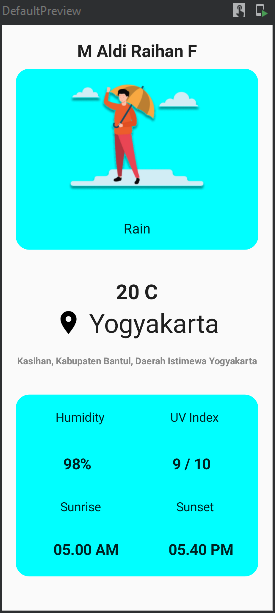 DefaultPreview
M Aldi Raihan F
Rain
20 C
Yogyakarta
Kasihan, Kabupaten Bantul, Daerah Istimewa Yogyakarta
Humidity UV Index
98% 9 / 10
Sunrise Sunset
05.00 AM 05.40 PM